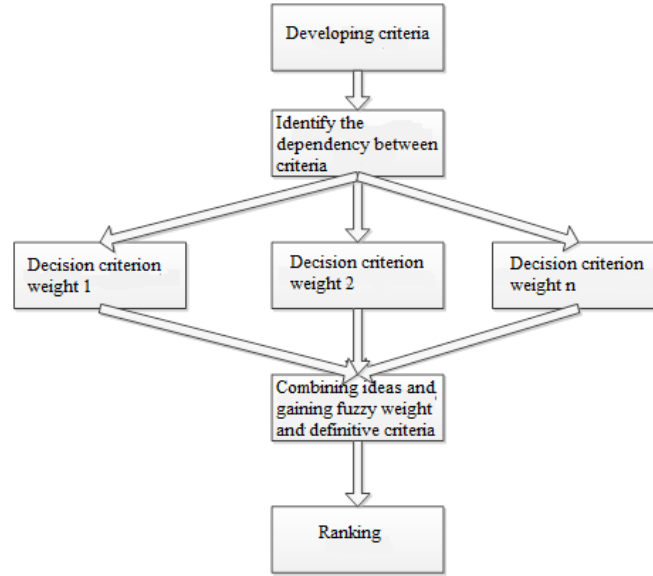 Developing criteria
Identify the
dependency between
criteria
Decision criterion
weight 1
Decision criterion
weight 2
Decision criterion
weight n
Combining ideas and
gaining fuzzy weight
and definitive criteria
Ranking